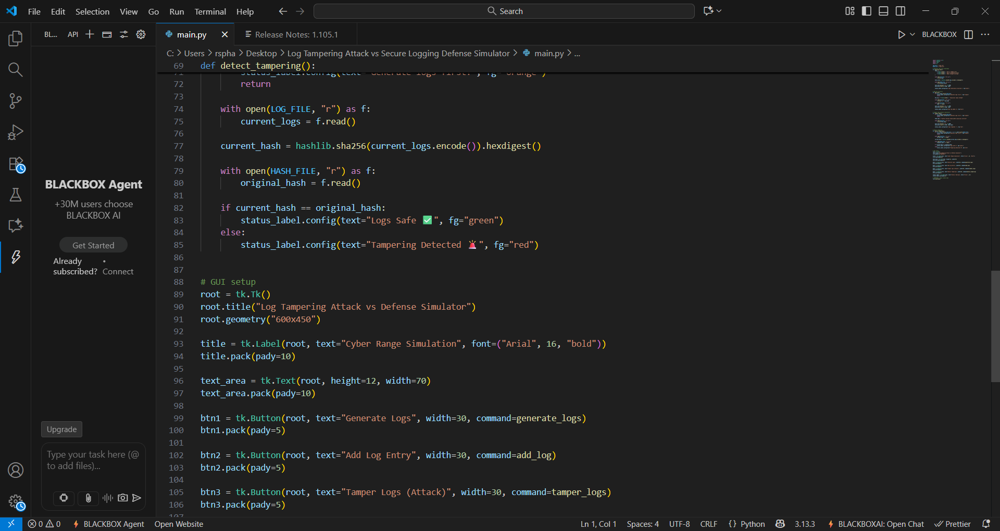 File Edit Selection View Go Run Terminal Help
Search
BL... API
main.py
Release Notes: 1.105.1
BLACKBOX
C: > Users > rspha > Desktop > Log Tampering Attack vs Secure Logging Defense Simulator > main.py > ...
69 def detect_tampering():
71 status_label.config(text="Generate logs first!", fg="orange")
72 return
73
74 with open(LOG_FILE, "r") as f:
75 current_logs = f.read()
76
77 current_hash = hashlib.sha256(current_logs.encode()).hexdigest()
78
79 with open(HASH_FILE, "r") as f:
80 original_hash = f.read()
81
82 if current_hash == original_hash:
83 status_label.config(text="Logs Safe ✅", fg="green")
84 else:
85 status_label.config(text="Tampering Detected 🚨", fg="red")
86
87
88 # GUI setup
89 root = tk.Tk()
90 root.title("Log Tampering Attack vs Defense Simulator")
91 root.geometry("600x450")
92
93 title = tk.Label(root, text="Cyber Range Simulation", font=("Arial", 16, "bold"))
94 title.pack(pady=10)
95
96 text_area = tk.Text(root, height=12, width=70)
97 text_area.pack(pady=10)
98
99 btn1 = tk.Button(root, text="Generate Logs", width=30, command=generate_logs)
100 btn1.pack(pady=5)
101
102 btn2 = tk.Button(root, text="Add Log Entry", width=30, command=add_log)
103 btn2.pack(pady=5)
104
105 btn3 = tk.Button(root, text="Tamper Logs (Attack)", width=30, command=tamper_logs)
106 btn3.pack(pady=5)
107
BLACKBOX Agent
+30M users choose
BLACKBOX AI
Get Started
Already •
subscribed? Connect
Upgrade
Type your task here (@
to add files)...
0 0 BLACKBOX Agent Open Website
Ln 1, Col 1 Spaces: 4 UTF-8 CRLF {} Python 3.13.3 BLACKBOXAI: Open Chat Prettier